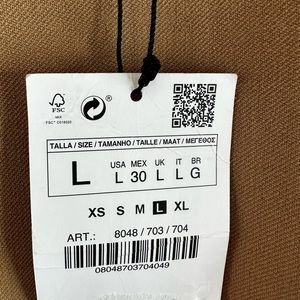 FSC
MIX
FSC® C018020
TALLA / SIZE / TAMANHO / TAILLE / MAAT / ΜΕΓΕΘΟΣ
L
USA MEX UK IT BR
L 30 L L G
XS S M L XL
ART.: 8048 / 703 / 704
08048703704049